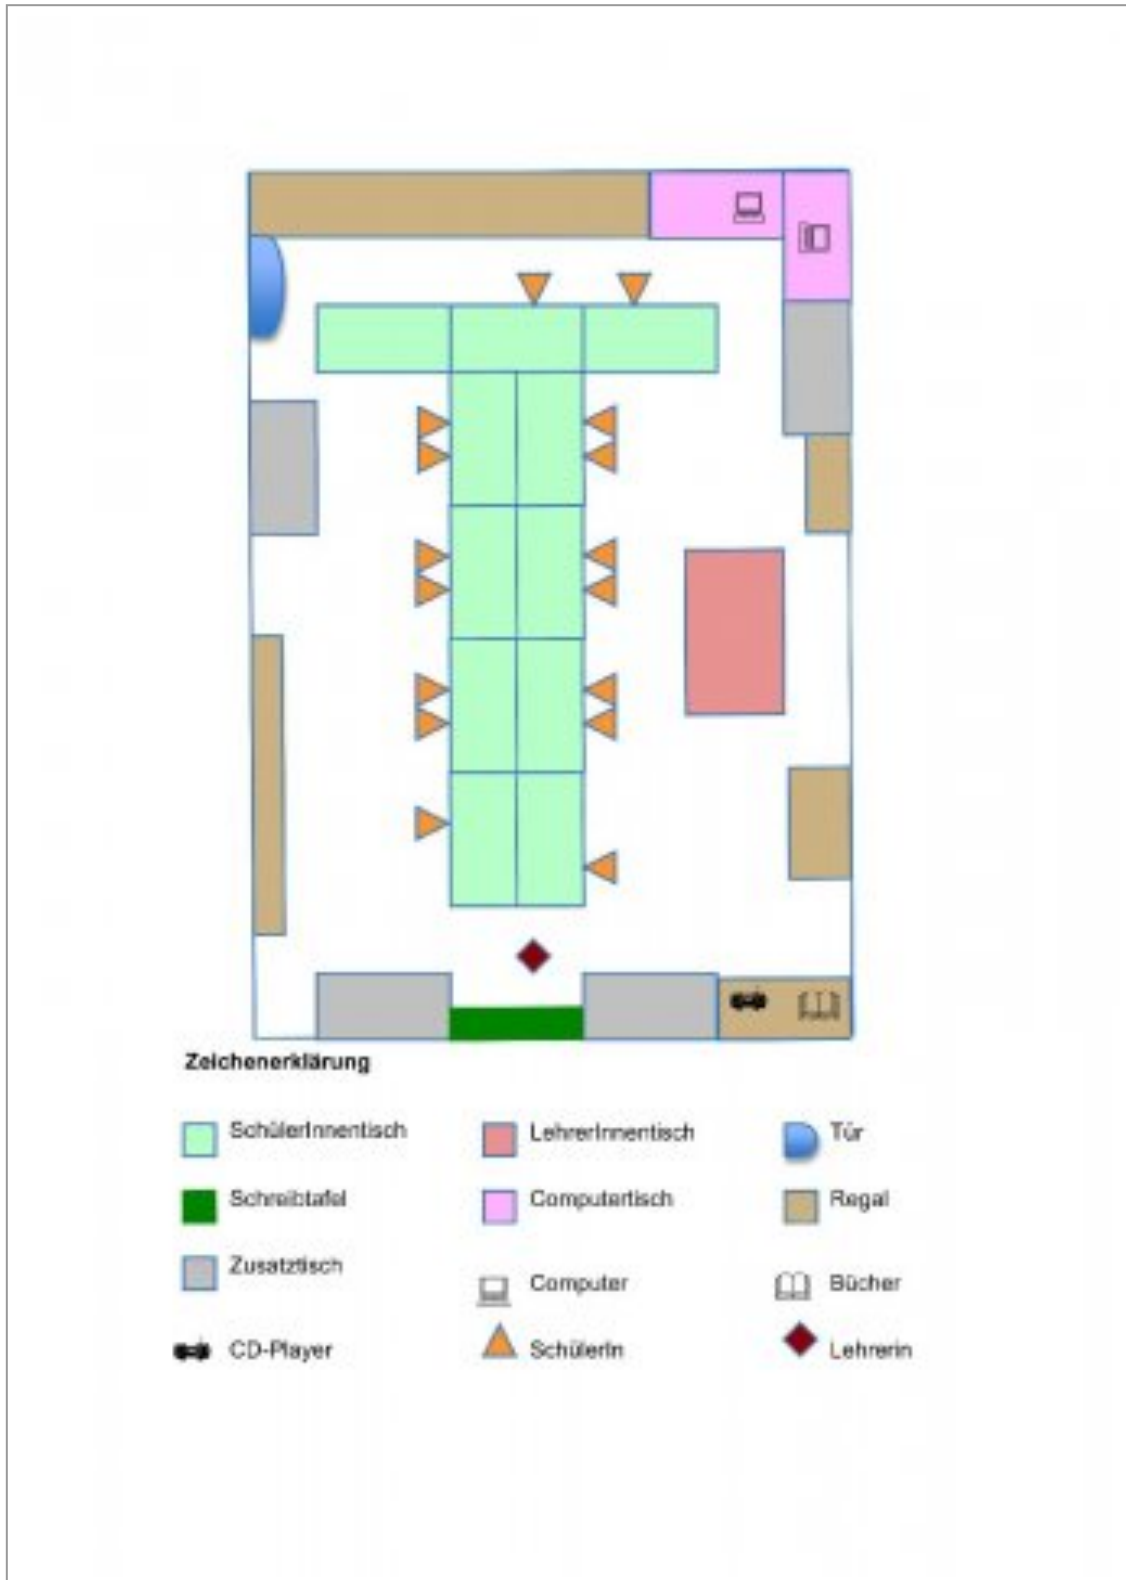 Zeichenerklärung
SchülerInnentisch
LehrerInnentisch
Tür
Schreibtafel
Computertisch
Regal
Zusatztisch
Computer
Bücher
CD-Player
SchülerIn
Lehrerin